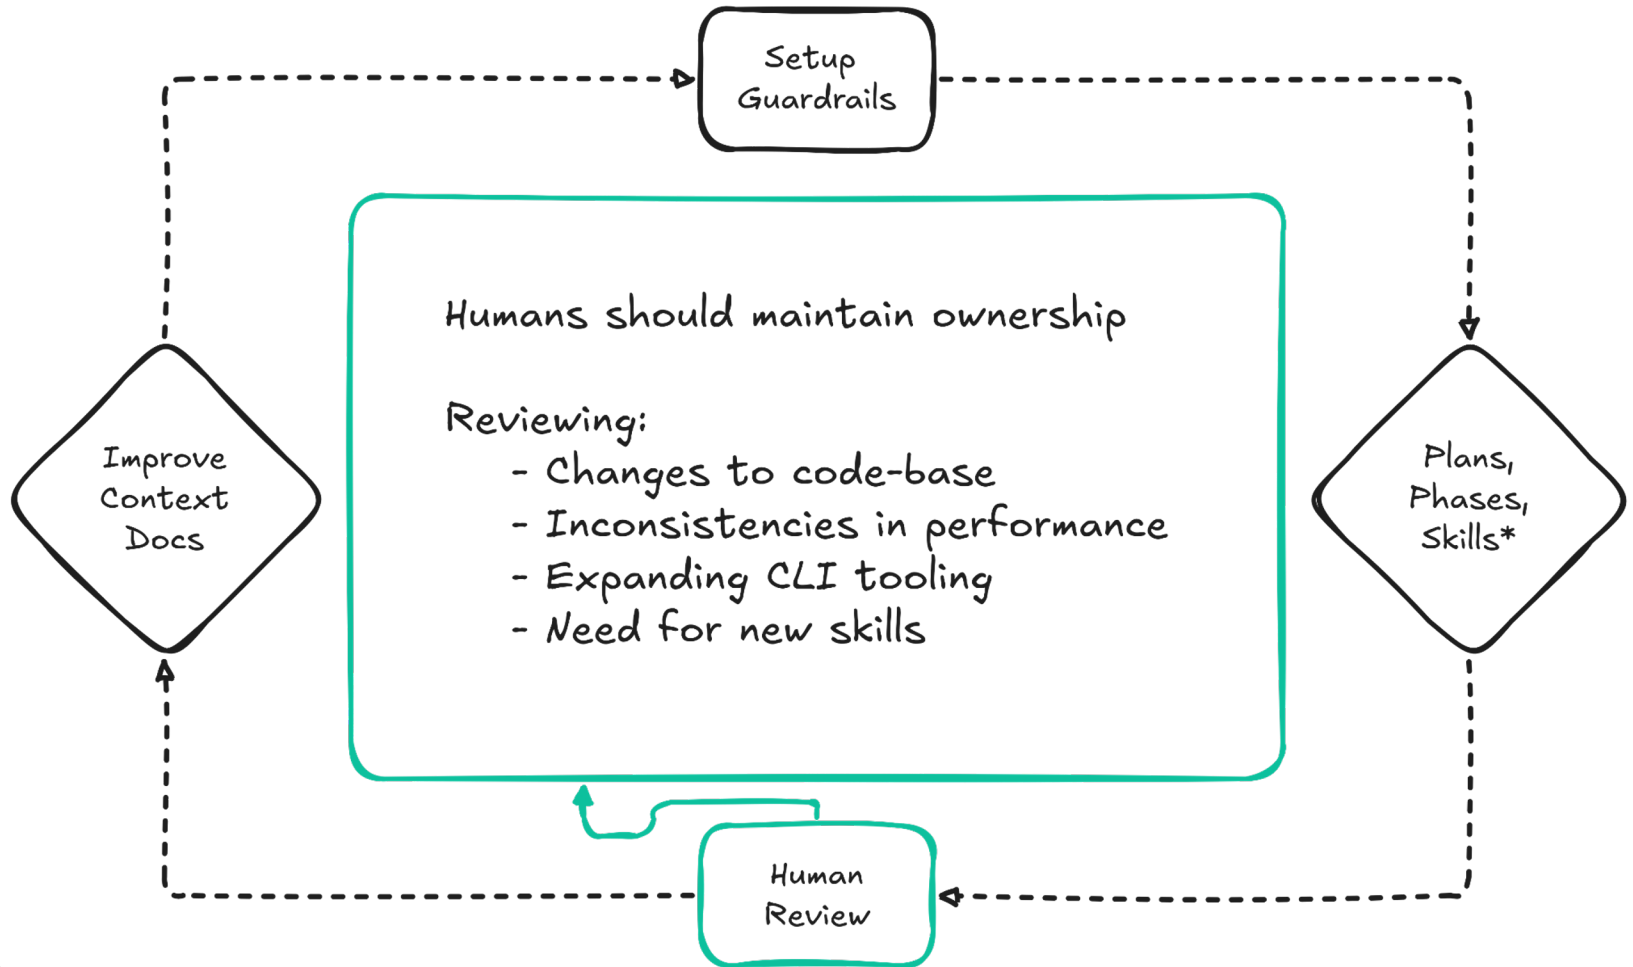 Setup
Guardrails
Humans should maintain ownership
Reviewing:
- Changes to code-base
- Inconsistencies in performance
- Expanding CLI tooling
- Need for new skills
Improve
Context
Docs
Plans,
Phases,
Skills*
Human
Review